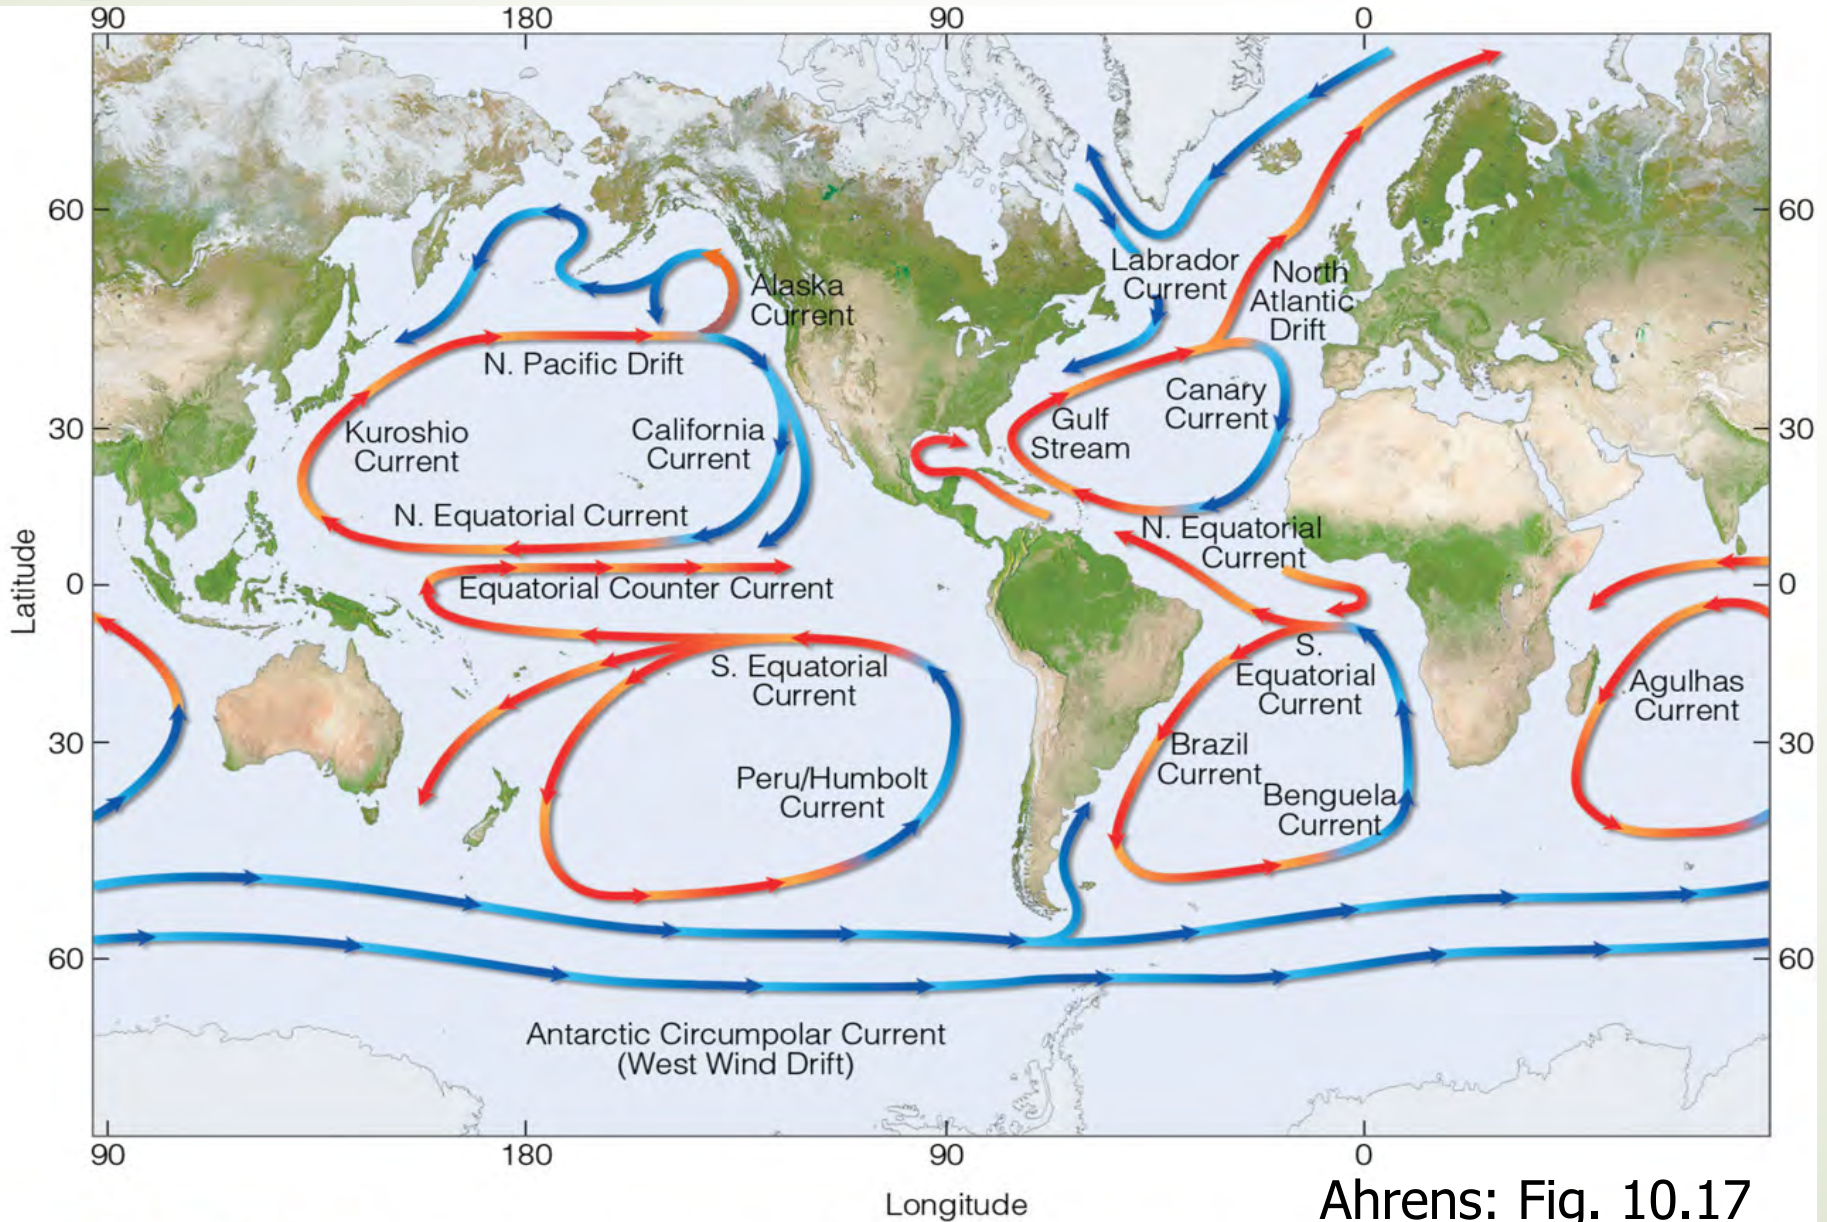 90
180
90
0
60
60
Labrador
Current
North
Atlantic
Drift
Alaska
Current
N. Pacific Drift
Canary
Current
Gulf
Stream
30
30
Kuroshio
Current
California
Current
N. Equatorial Current
N. Equatorial
Current
Latitude
0
0
Equatorial Counter Current
S. Equatorial
Current
S.
Equatorial
Current
Agulhas
Current
30
30
Brazil
Current
Peru/Humbolt
Current
Benguela
Current
60
60
Antarctic Circumpolar Current
(West Wind Drift)
90
180
90
0
Longitude
Ahrens: Fig. 10.17